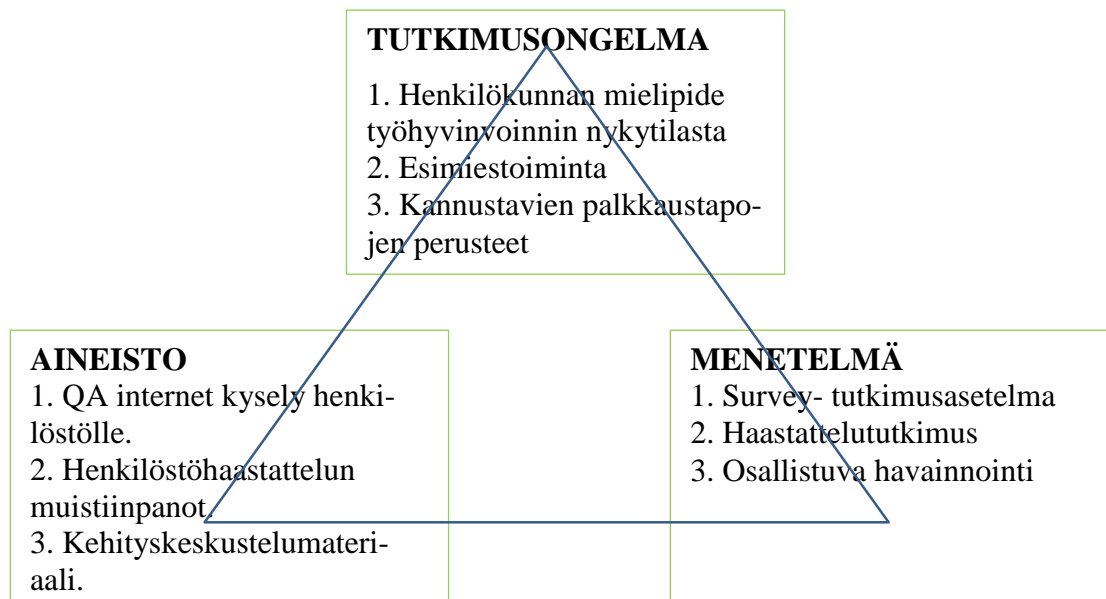 TUTKIMUSONGELMA
1. Henkilökunnan mielipide
työhyvinvoinnin nykytilasta
2. Esimiestoiminta
3. Kannustavien palkkaustapo-
jen perusteet
AINEISTO
1. QA internet kysely henki-
löstölle.
2. Henkilöstöhaastattelun
muistiinpanot.
3. Kehityskeskustelumateri-
aali.
MENETELMÄ
1. Survey- tutkimusasetelma
2. Haastattelututkimus
3. Osallistuva havainnointi